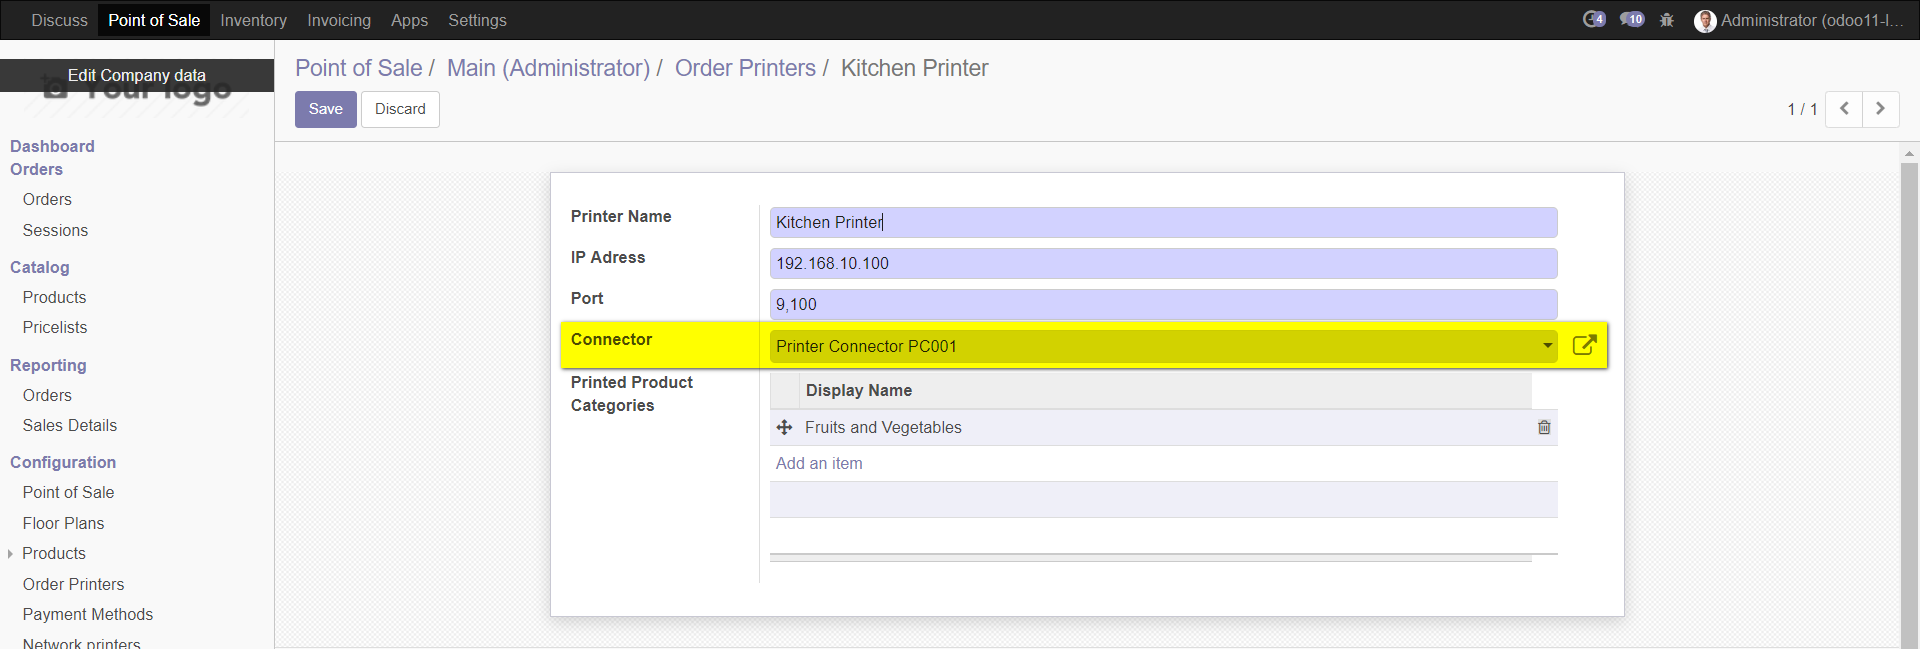 Discuss Point of Sale Inventory Invoicing Apps Settings 4 10 Administrator (odoo11-l...
Edit Company data
Your logo
Point of Sale / Main (Administrator) / Order Printers / Kitchen Printer
Save Discard 1 / 1
Dashboard
Orders
Orders
Sessions
Catalog
Products
Pricelists
Reporting
Orders
Sales Details
Configuration
Point of Sale
Floor Plans
Products
Order Printers
Payment Methods
Network printers
Printer Name Kitchen Printer
IP Adress 192.168.10.100
Port 9,100
Connector Printer Connector PC001
Printed Product
Categories
Display Name
Fruits and Vegetables
Add an item